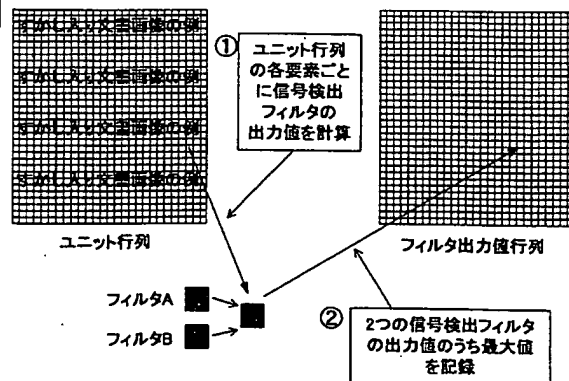 すかし入り文書画像の例
すかし入り文書画像の例
すかし入り文書画像の例
すかし入り文書画像の例
ユニット行列
①
ユニット行列
の各要素ごと
に信号検出
フィルタの
出力値を計算
フィルタ出力値行列
フィルタA
フィルタB
②
2つの信号検出フィルタ
の出力値のうち最大値
を記録